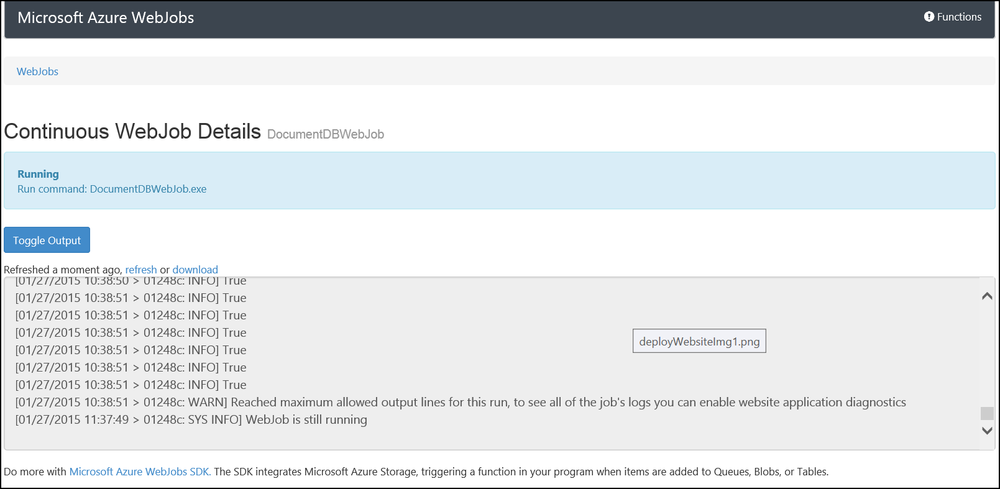 Microsoft Azure WebJobs
Functions
WebJobs
Continuous WebJob Details DocumentDBWebJob
Running
Run command: DocumentDBWebJob.exe
Toggle Output
Refreshed a moment ago, refresh or download
[01/27/2015 10:38:50 > 01248c: INFO] True
[01/27/2015 10:38:51 > 01248c: INFO] True
[01/27/2015 10:38:51 > 01248c: INFO] True
[01/27/2015 10:38:51 > 01248c: INFO] True
deployWebsiteImg1.png
[01/27/2015 10:38:51 > 01248c: INFO] True
[01/27/2015 10:38:51 > 01248c: INFO] True
[01/27/2015 10:38:51 > 01248c: INFO] True
[01/27/2015 10:38:51 > 01248c: WARN] Reached maximum allowed output lines for this run, to see all of the job's logs you can enable website application diagnostics
[01/27/2015 11:37:49 > 01248c: SYS INFO] WebJob is still running
Do more with Microsoft Azure WebJobs SDK. The SDK integrates Microsoft Azure Storage, triggering a function in your program when items are added to Queues, Blobs, or Tables.